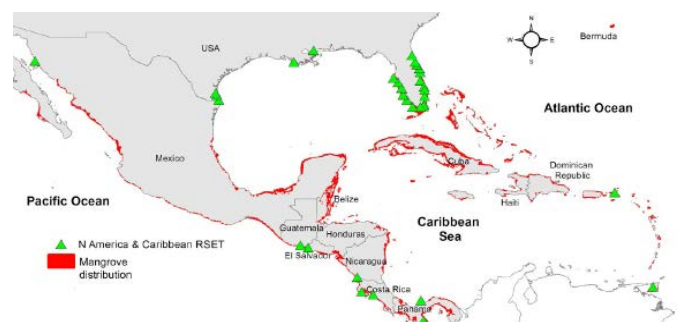 N
W
E
S
Bermuda
USA
Atlantic Ocean
Mexico
Cuba
Dominican
Republic
Haiti
Pacific Ocean
Belize
Caribbean
Sea
Guatemala
Honduras
N America & Caribbean RSET
El Salvador
Nicaragua
Mangrove
distribution
Costa Rica
Panama